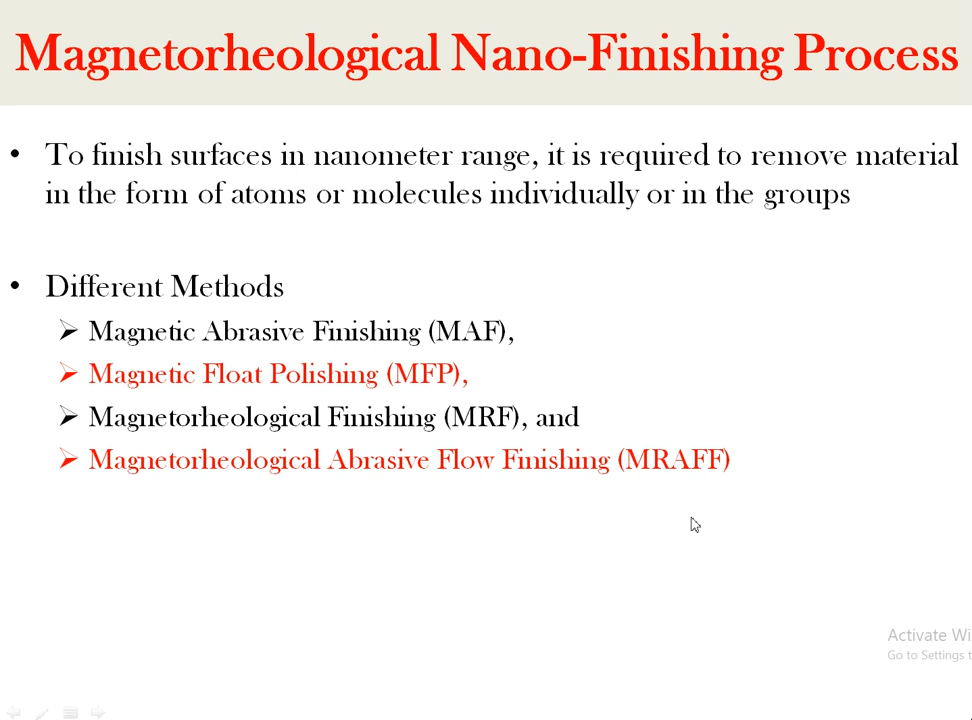 Magnetorheological Nano-Finishing Process
• To finish surfaces in nanometer range, it is required to remove material
in the form of atoms or molecules individually or in the groups
• Different Methods
➢ Magnetic Abrasive Finishing (MAF),
➢ Magnetic Float Polishing (MFP),
➢ Magnetorheological Finishing (MRF), and
➢ Magnetorheological Abrasive Flow Finishing (MRAFF)
Activate Wi
Go to Settings t